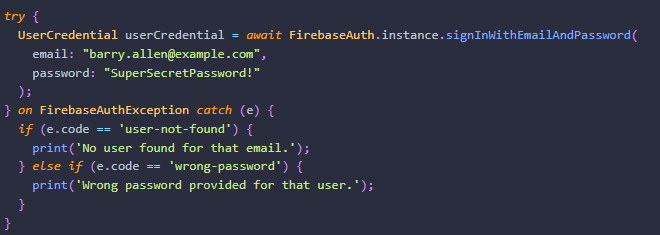 try {
  UserCredential userCredential = await FirebaseAuth.instance.signInWithEmailAndPassword(
    email: "barry.allen@example.com",
    password: "SuperSecretPassword!"
  );
} on FirebaseAuthException catch (e) {
  if (e.code == 'user-not-found') {
    print('No user found for that email.');
  } else if (e.code == 'wrong-password') {
    print('Wrong password provided for that user.');
  }
}